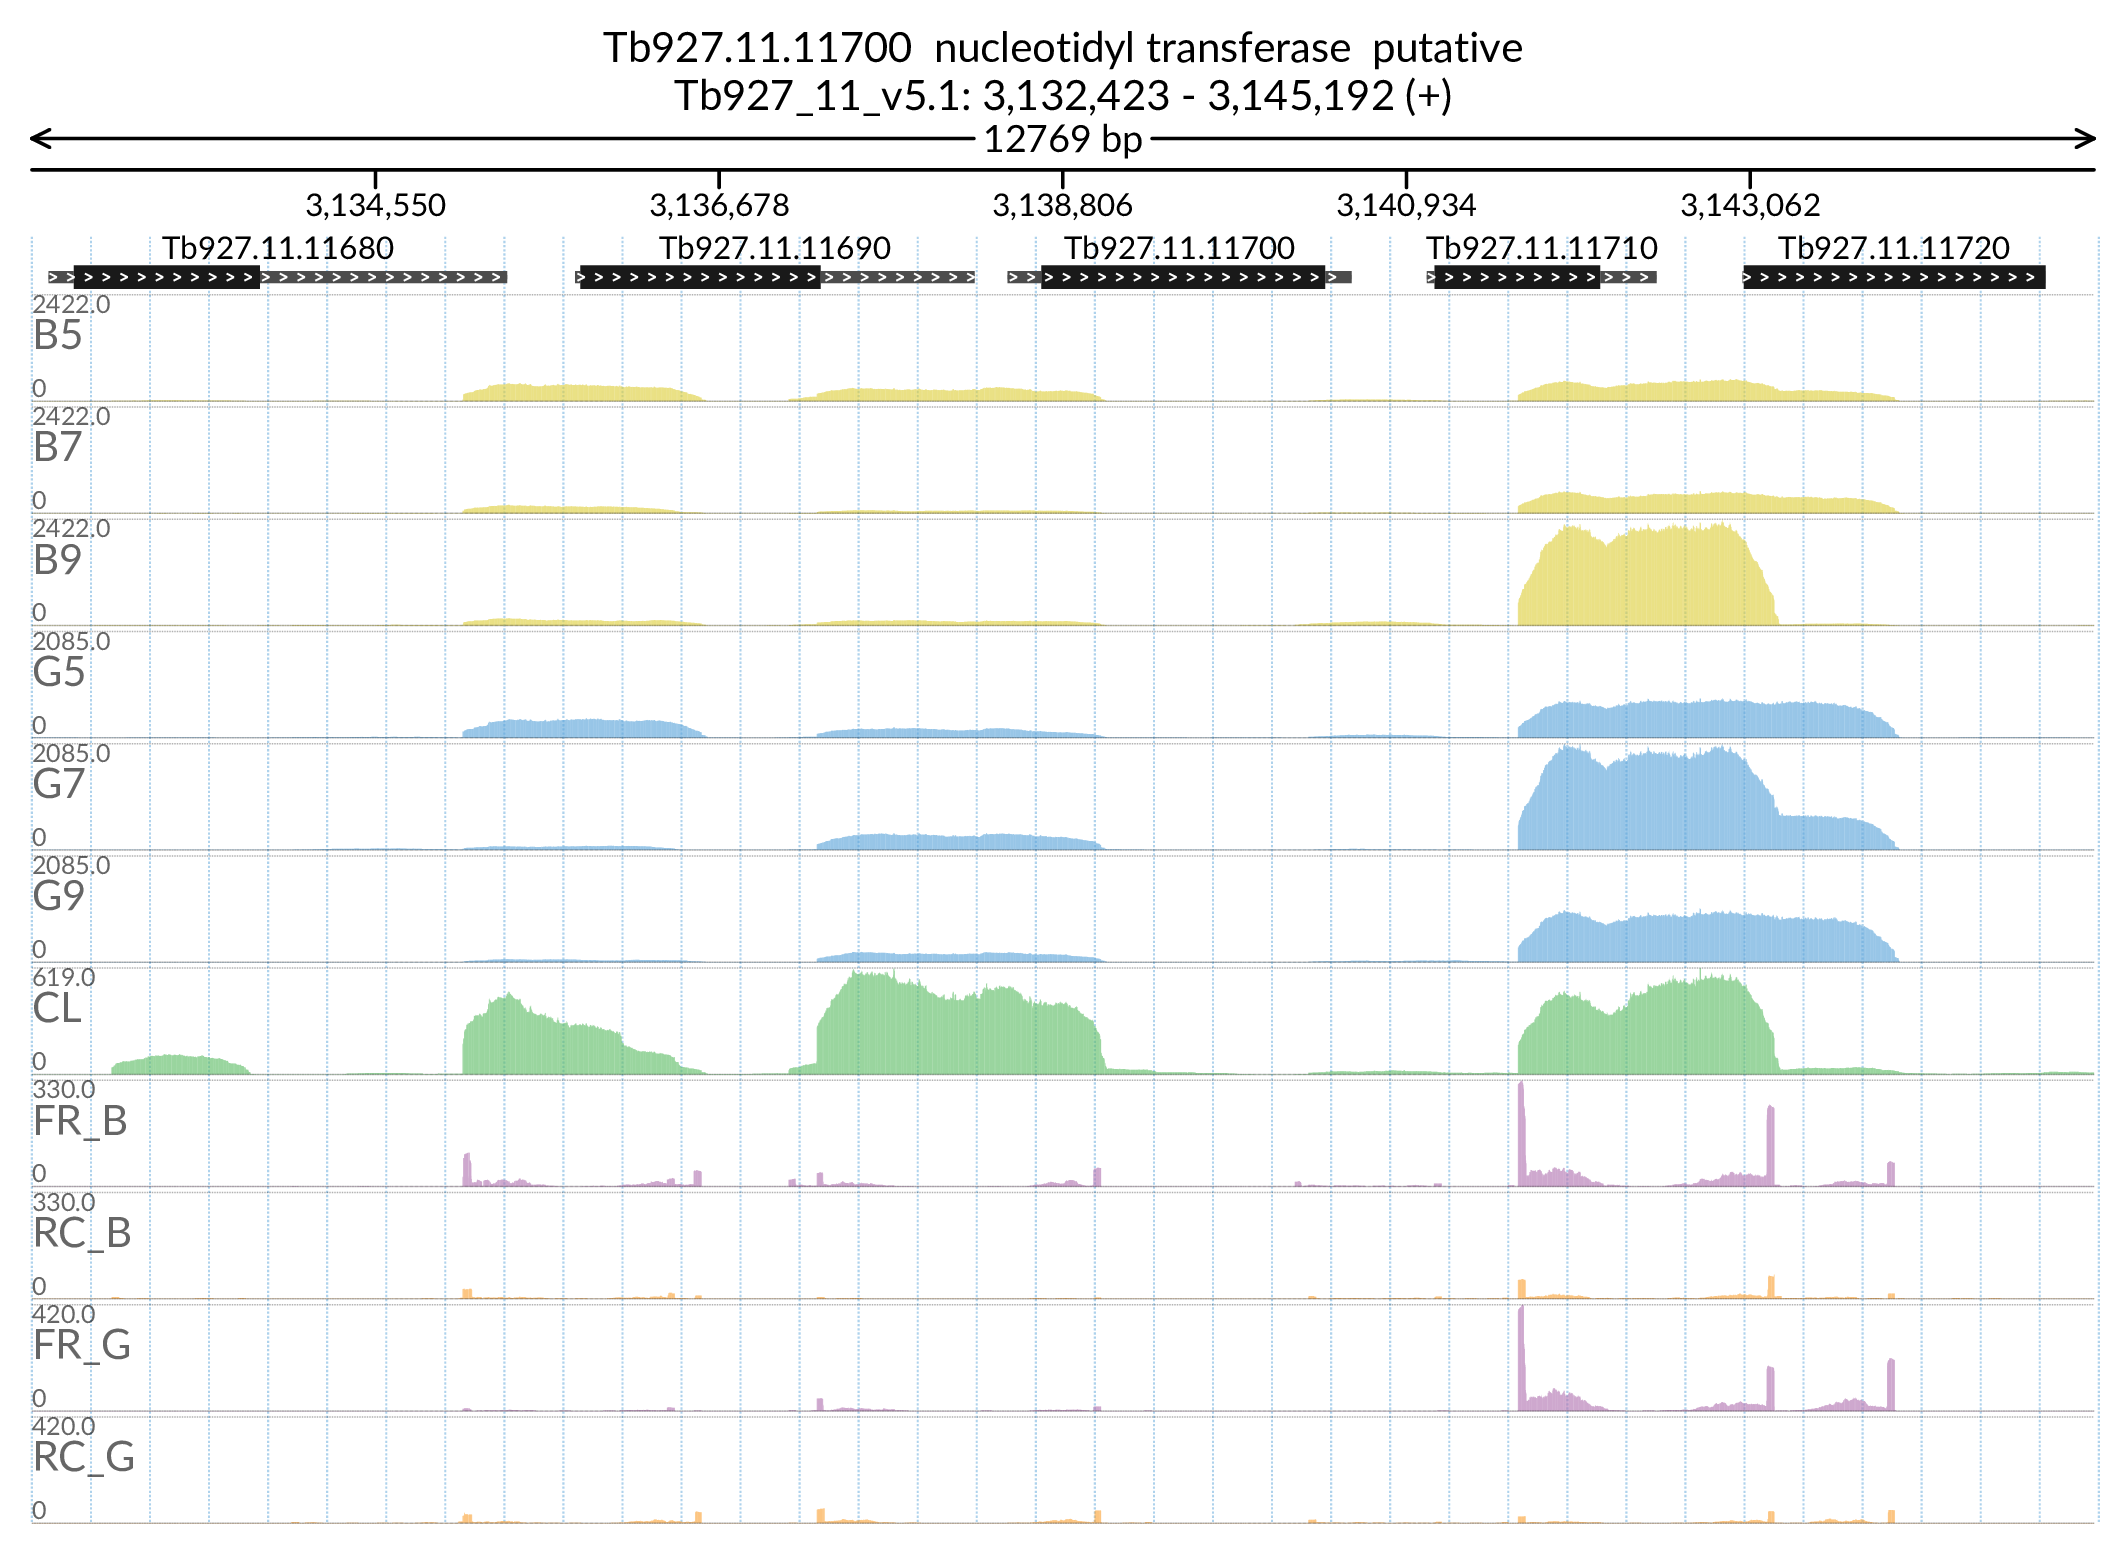 Tb927.11.11700  nucleotidyl transferase  putative
Tb927_11_v5.1: 3,132,423 - 3,145,192 (+)
12769 bp
3,134,550 3,136,678 3,138,806 3,140,934 3,143,062
Tb927.11.11680 Tb927.11.11690 Tb927.11.11700 Tb927.11.11710 Tb927.11.11720
2422.0
B5
0
2422.0
B7
0
2422.0
B9
0
2085.0
G5
0
2085.0
G7
0
2085.0
G9
0
619.0
CL
0
330.0
FR_B
0
330.0
RC_B
0
420.0
FR_G
0
420.0
RC_G
0